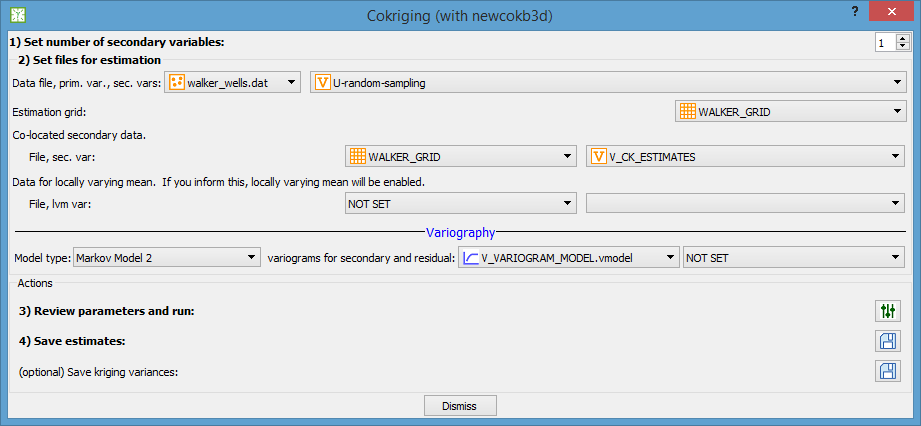 Cokriging (with newcokb3d) ?
1) Set number of secondary variables: 1
2) Set files for estimation
Data file, prim. var., sec. vars: walker_wells.dat V U-random-sampling
Estimation grid: WALKER_GRID
Co-located secondary data.
File, sec. var: WALKER_GRID V V_CK_ESTIMATES
Data for locally varying mean. If you inform this, locally varying mean will be enabled.
File, lvm var: NOT SET
Variography
Model type: Markov Model 2 variograms for secondary and residual: V_VARIOGRAM_MODEL.vmodel NOT SET
Actions
3) Review parameters and run:
4) Save estimates:
(optional) Save kriging variances:
Dismiss